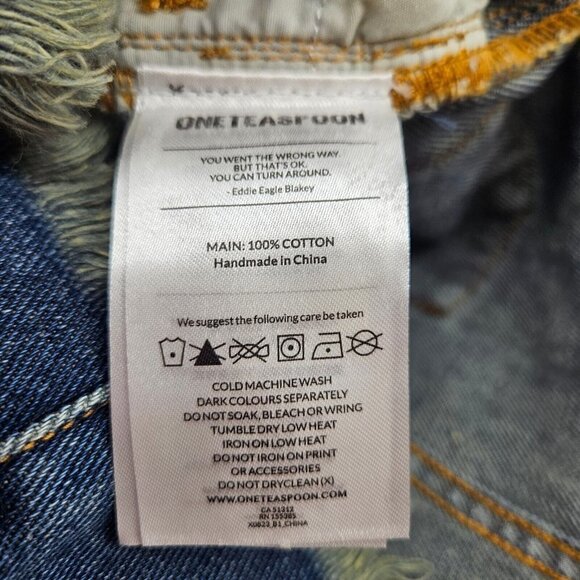 ONETEASPOON
YOU WENT THE WRONG WAY.
BUT THAT'S OK.
YOU CAN TURN AROUND.
- Eddie Eagle Blakey
MAIN: 100% COTTON
Handmade in China
We suggest the following care be taken
COLD MACHINE WASH
DARK COLOURS SEPARATELY
DO NOT SOAK, BLEACH OR WRING
TUMBLE DRY LOW HEAT
IRON ON LOW HEAT
DO NOT IRON ON PRINT
OR ACCESSORIES
DO NOT DRYCLEAN (X)
WWW.ONETEASPOON.COM
CA 51312
RN 155385
X0623_B1_CHINA